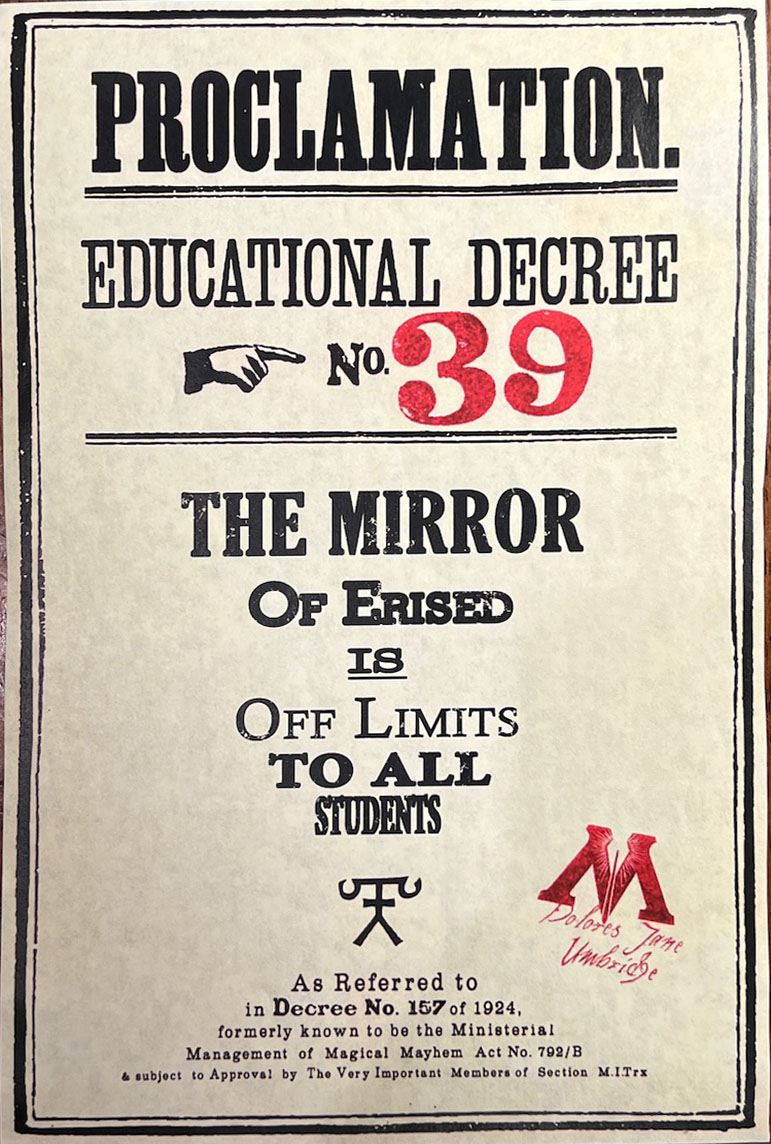 PROCLAMATION.
EDUCATIONAL DECREE
No. 39
THE MIRROR
OF ERISED
IS
OFF LIMITS
TO ALL
STUDENTS
M
Dolores Jane
Umbridge
As Referred to
in Decree No. 157 of 1924,
formerly known to be the Ministerial
Management of Magical Mayhem Act No. 792/B
& subject to Approval by The Very Important Members of Section M.I.Trx